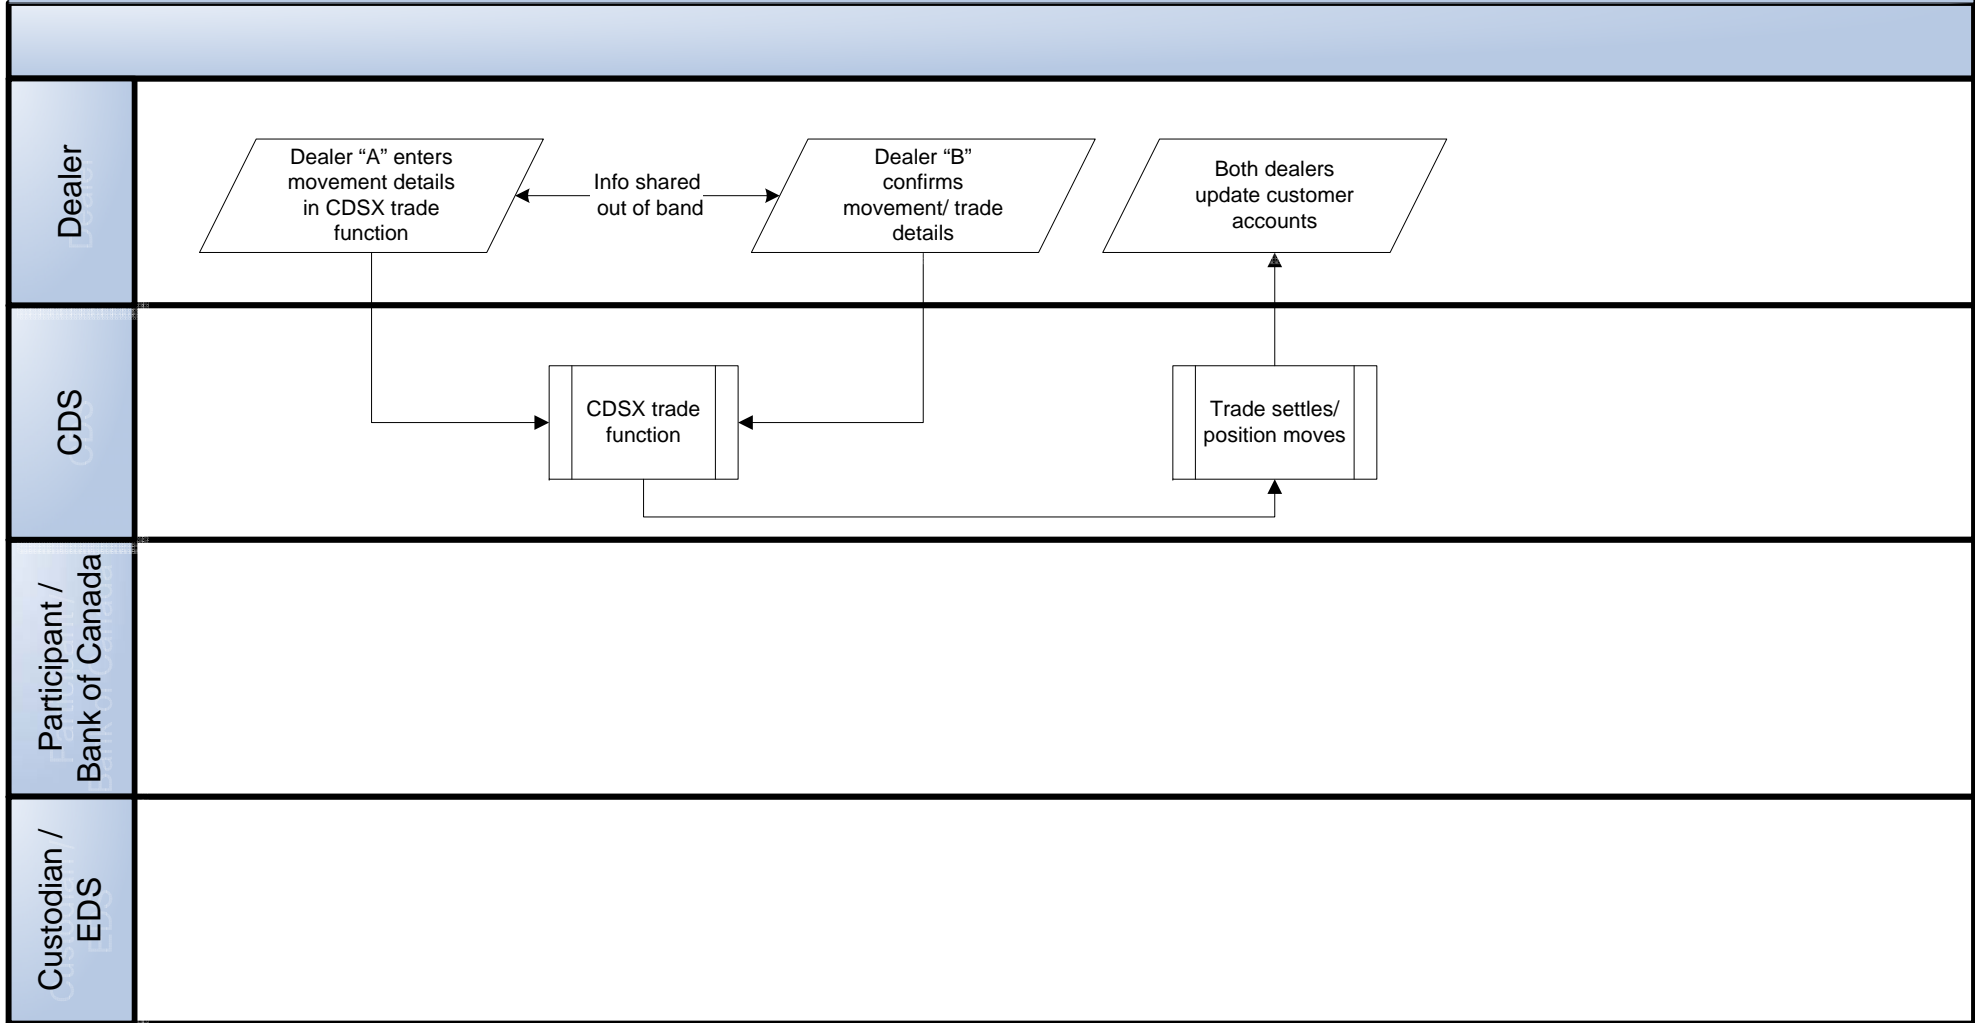 Dealer
Dealer “A” enters
movement details
in CDSX trade
function
Info shared
out of band
Dealer “B”
confirms
movement/ trade
details
Both dealers
update customer
accounts
CDS
CDSX trade
function
Trade settles/
position moves
Participant /
Bank of Canada
Custodian /
EDS